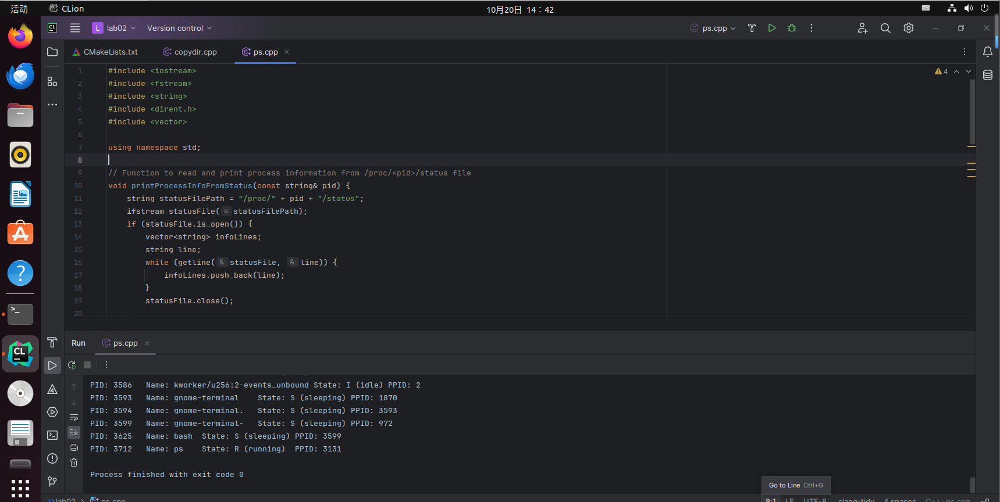 活动 CLion 10月20日 14：42
CL L lab02 Version control ps.cpp
CMakeLists.txt copydir.cpp ps.cpp
4
1 #include <iostream>
2 #include <fstream>
3 #include <string>
4 #include <dirent.h>
5 #include <vector>
6
7 using namespace std;
8
9 // Function to read and print process information from /proc/<pid>/status file
10 void printProcessInfoFromStatus(const string& pid) {
11 string statusFilePath = "/proc/" + pid + "/status";
12 ifstream statusFile( s: statusFilePath);
13 if (statusFile.is_open()) {
14 vector<string> infoLines;
15 string line;
16 while (getline( &: statusFile, &: line)) {
17 infoLines.push_back(line);
18 }
19 statusFile.close();
20
Run ps.cpp
PID: 3586 Name: kworker/u256:2-events_unbound State: I (idle) PPID: 2
PID: 3593 Name: gnome-terminal State: S (sleeping) PPID: 1870
PID: 3594 Name: gnome-terminal. State: S (sleeping) PPID: 3593
PID: 3599 Name: gnome-terminal- State: S (sleeping) PPID: 972
PID: 3625 Name: bash State: S (sleeping) PPID: 3599
PID: 3712 Name: ps State: R (running) PPID: 3131
Process finished with exit code 0
Go to Line Ctrl+G
lab02 ps.cpp 8:1 LF UTF-8 clang-tidy 4 spaces C++: ps.cpp
CL